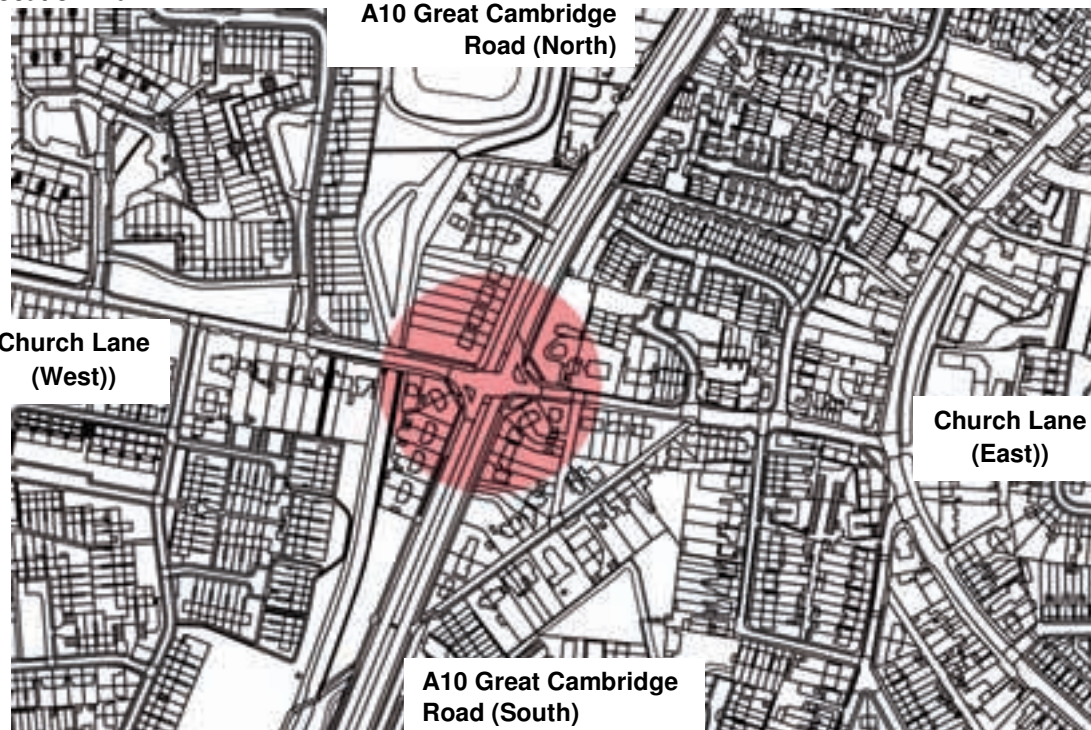 A10 Great Cambridge
Road (North)
Church Lane
(West))
Church Lane
(East))
A10 Great Cambridge
Road (South)